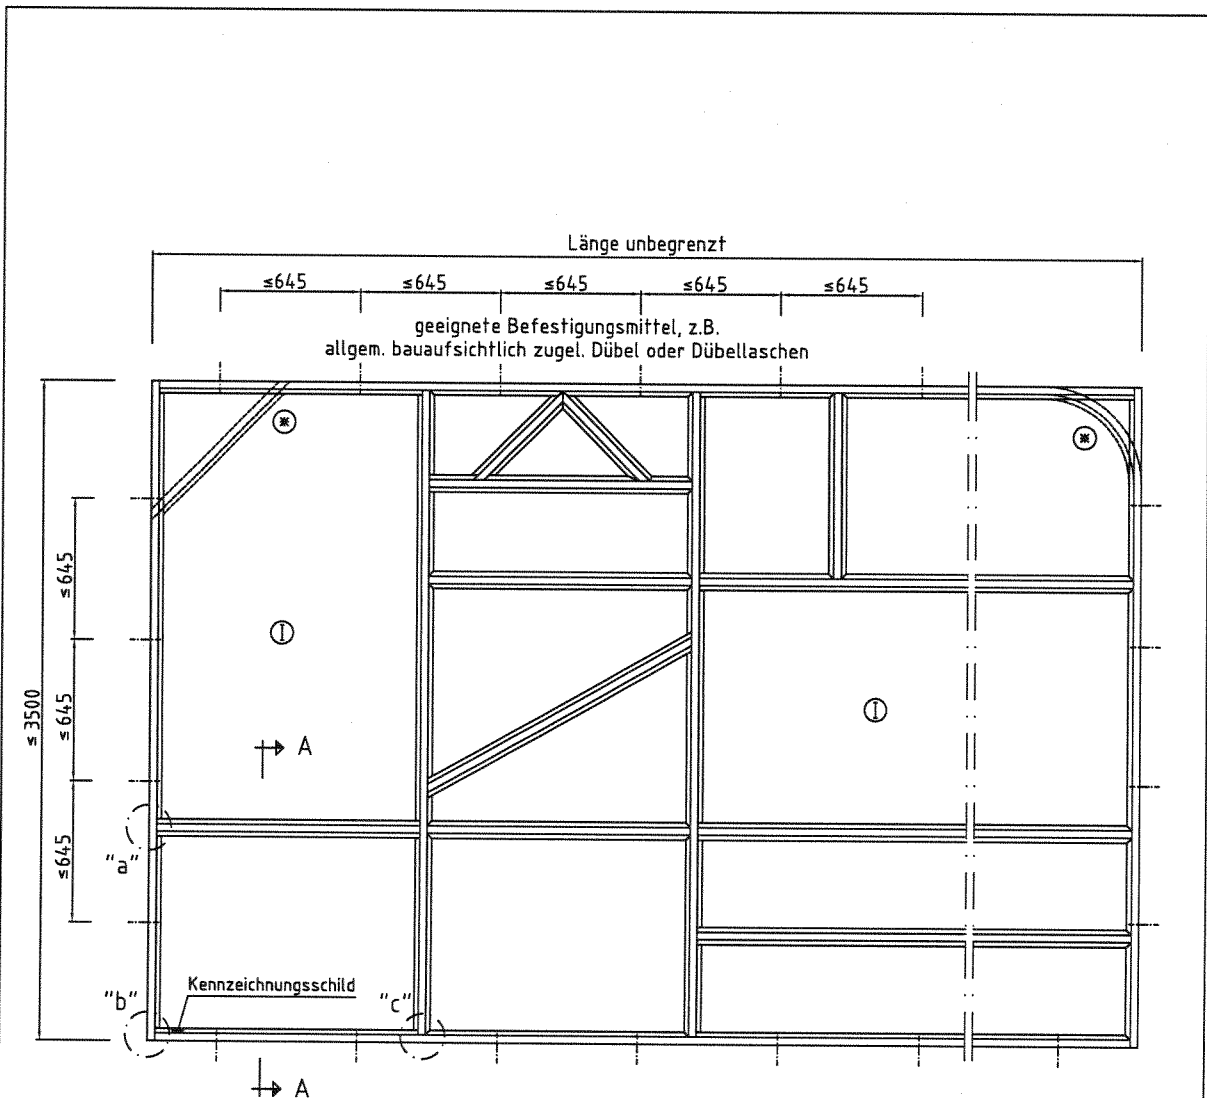 Länge unbegrenzt
≤645 ≤645 ≤645 ≤645 ≤645
geeignete Befestigungsmittel, z.B.
allgem. bauaufsichtlich zugel. Dübel oder Dübellaschen
※ ※
≤645
I
≤3500
≤645
I
A
≤645
"a"
Kennzeichnungsschild
"b" "c"
A